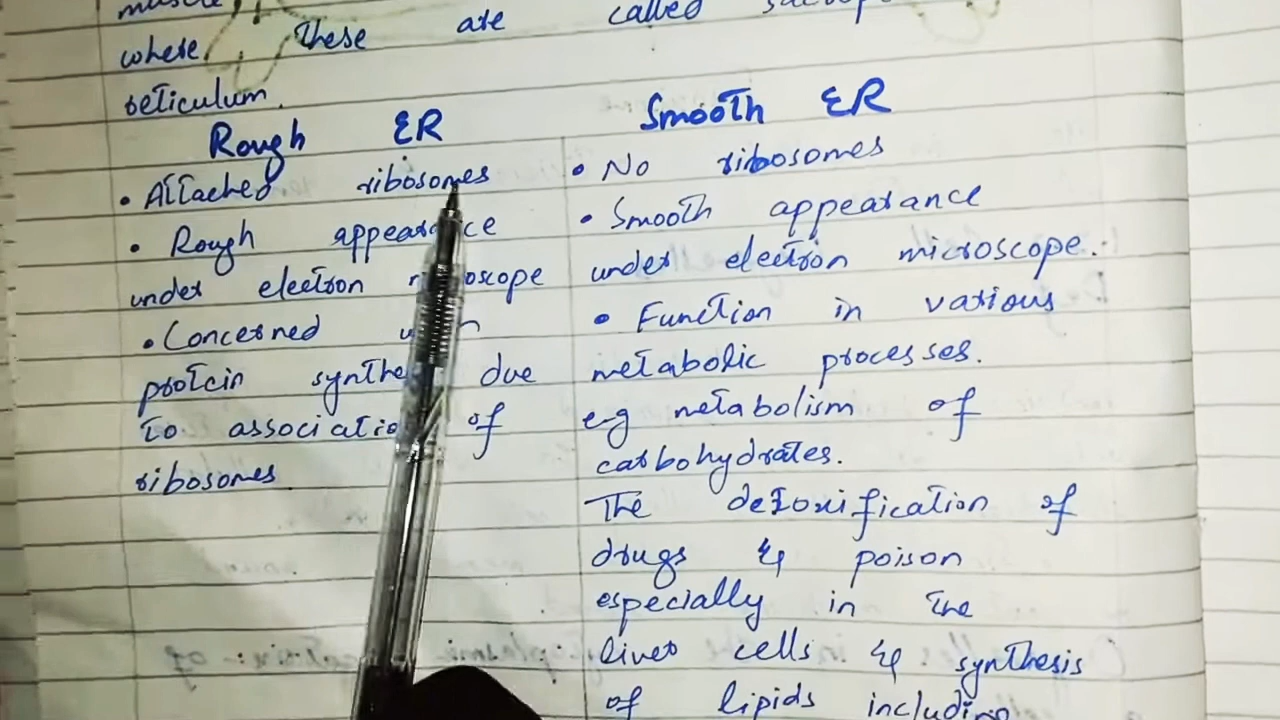 where, These are called
reticulum.
Rough ER
• Attached ribosomes
• Rough
under electron
• Concerned
protein due
To of
ribosomes
Smooth ER
• No ribosomes
• Smooth appearance
under electron microscope.
• Function in various
metabolic processes.
eg metabolism of
carbohydrates.
The detoxification of
drugs & poison
especially in the
liver cells & synthesis
of lipids including